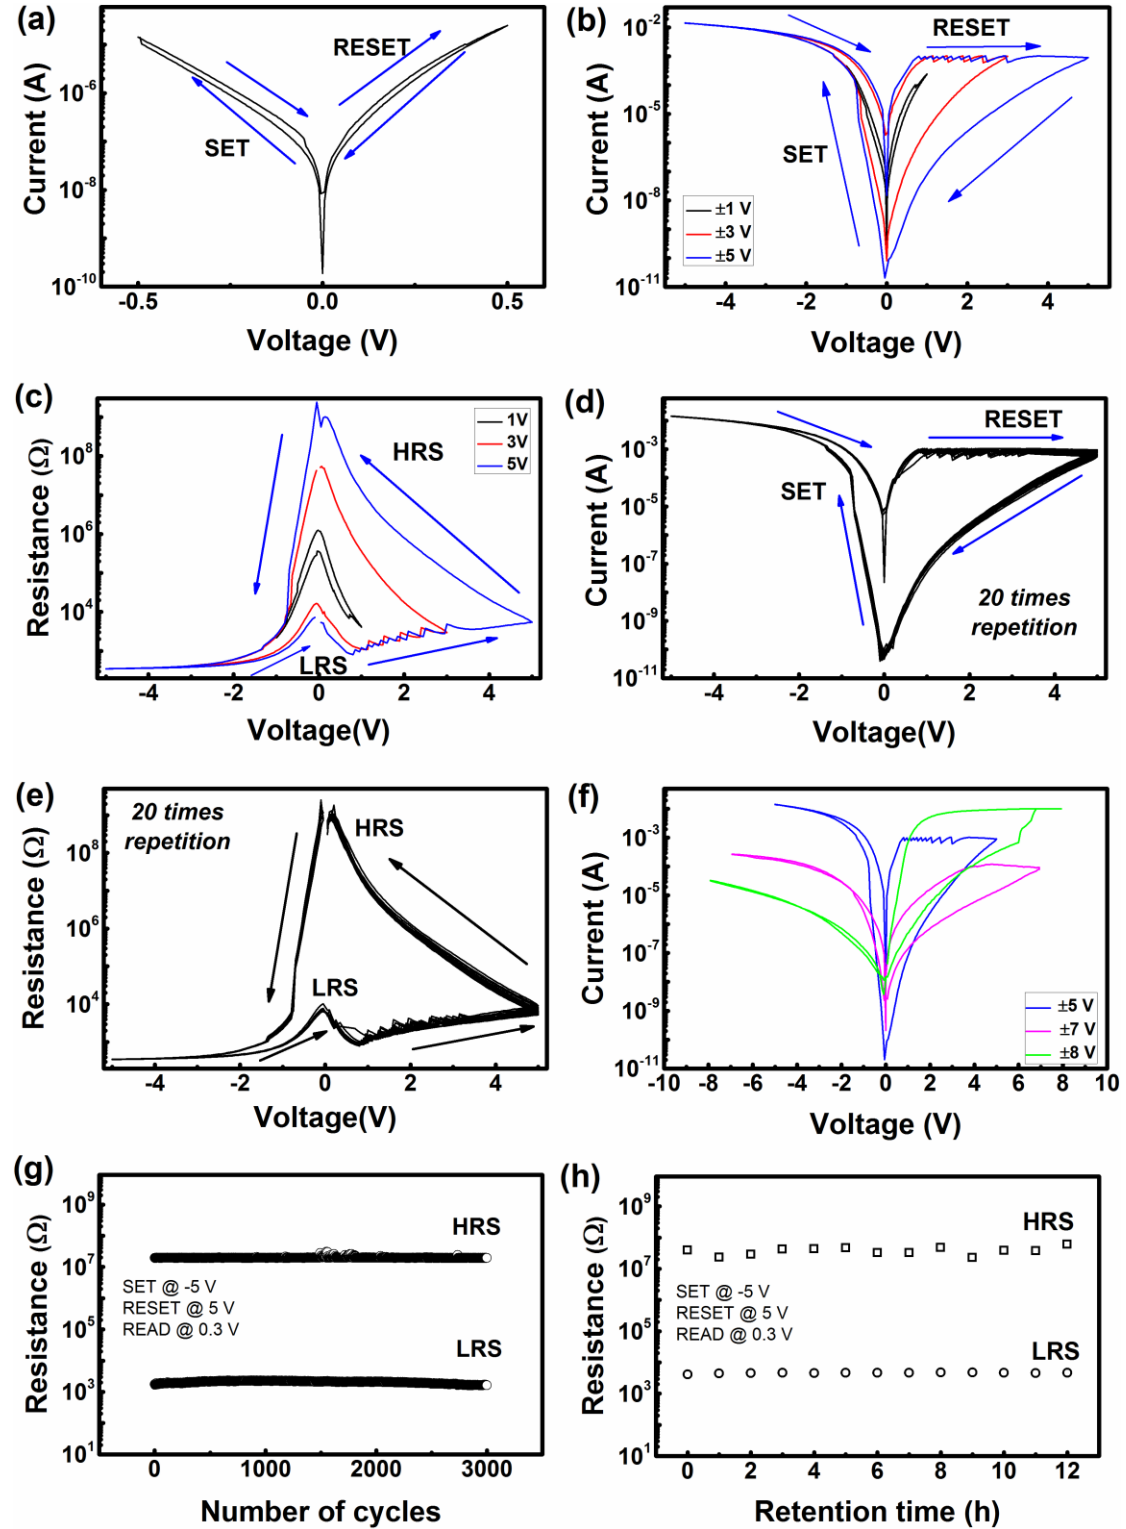 (a)
RESET
SET
Current (A)
10⁻⁶
10⁻⁸
10⁻¹⁰
-0.5
0.0
0.5
Voltage (V)
(b)
RESET
SET
±1 V
±3 V
±5 V
Current (A)
10⁻²
10⁻⁵
10⁻⁸
10⁻¹¹
-4
-2
0
2
4
Voltage (V)
(c)
1V
3V
5V
HRS
LRS
Resistance (Ω)
10⁸
10⁶
10⁴
-4
-2
0
2
4
Voltage(V)
(d)
RESET
SET
20 times
repetition
Current (A)
10⁻³
10⁻⁵
10⁻⁷
10⁻⁹
10⁻¹¹
-4
-2
0
2
4
Voltage(V)
(e)
20 times
repetition
HRS
LRS
Resistance (Ω)
10⁸
10⁶
10⁴
-4
-2
0
2
4
Voltage(V)
(f)
±5 V
±7 V
±8 V
Current (A)
10⁻³
10⁻⁵
10⁻⁷
10⁻⁹
10⁻¹¹
-10
-8
-6
-4
-2
0
2
4
6
8
10
Voltage (V)
(g)
HRS
SET @ -5 V
RESET @ 5 V
READ @ 0.3 V
LRS
Resistance (Ω)
10⁹
10⁷
10⁵
10³
10¹
0
1000
2000
3000
Number of cycles
(h)
HRS
SET @ -5 V
RESET @ 5 V
READ @ 0.3 V
LRS
Resistance (Ω)
10⁹
10⁷
10⁵
10³
10¹
0
2
4
6
8
10
12
Retention time (h)